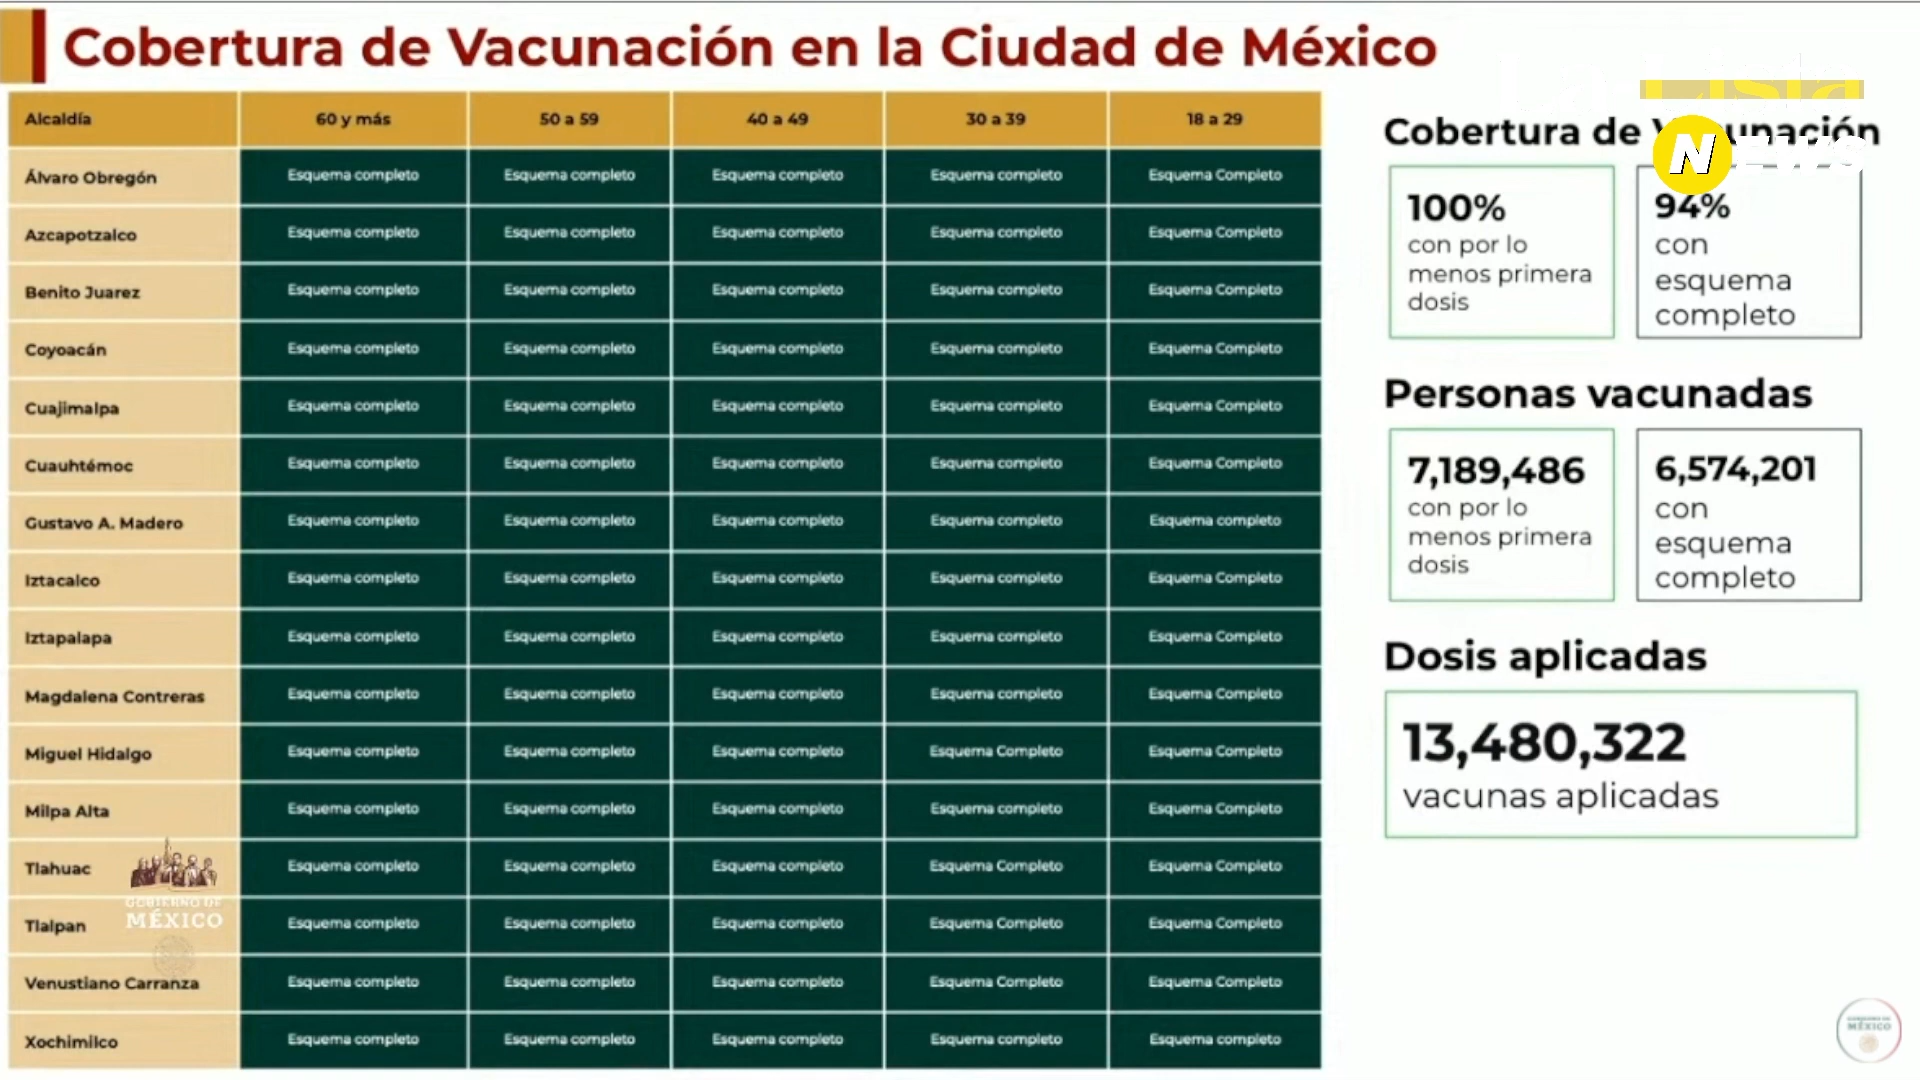 Cobertura de Vacunación en la Ciudad de México
Alcaldía 60 y más 50 a 59 40 a 49 30 a 39 18 a 29
Álvaro Obregón Esquema completo Esquema completo Esquema completo Esquema completo Esquema Completo
Azcapotzalco Esquema completo Esquema completo Esquema completo Esquema completo Esquema Completo
Benito Juarez Esquema completo Esquema completo Esquema completo Esquema completo Esquema Completo
Coyoacán Esquema completo Esquema completo Esquema completo Esquema completo Esquema Completo
Cuajimalpa Esquema completo Esquema completo Esquema completo Esquema completo Esquema Completo
Cuauhtémoc Esquema completo Esquema completo Esquema completo Esquema completo Esquema Completo
Gustavo A. Madero Esquema completo Esquema completo Esquema completo Esquema completo Esquema completo
Iztacalco Esquema completo Esquema completo Esquema completo Esquema completo Esquema Completo
Iztapalapa Esquema completo Esquema completo Esquema completo Esquema completo Esquema Completo
Magdalena Contreras Esquema completo Esquema completo Esquema completo Esquema completo Esquema Completo
Miguel Hidalgo Esquema completo Esquema completo Esquema completo Esquema Completo Esquema Completo
Milpa Alta Esquema completo Esquema completo Esquema completo Esquema completo Esquema Completo
Tlahuac Esquema completo Esquema completo Esquema completo Esquema Completo Esquema Completo
GOBIERNO DE
MÉXICO
Tlalpan Esquema completo Esquema completo Esquema completo Esquema Completo Esquema Completo
Venustiano Carranza Esquema completo Esquema completo Esquema completo Esquema Completo Esquema Completo
Xochimilco Esquema completo Esquema completo Esquema completo Esquema completo Esquema completo
News
Cobertura de Vacunación
100%
con por lo
menos primera
dosis
94%
con
esquema
completo
Personas vacunadas
7,189,486
con por lo
menos primera
dosis
6,574,201
con
esquema
completo
Dosis aplicadas
13,480,322
vacunas aplicadas
GOBIERNO DE
MÉXICO